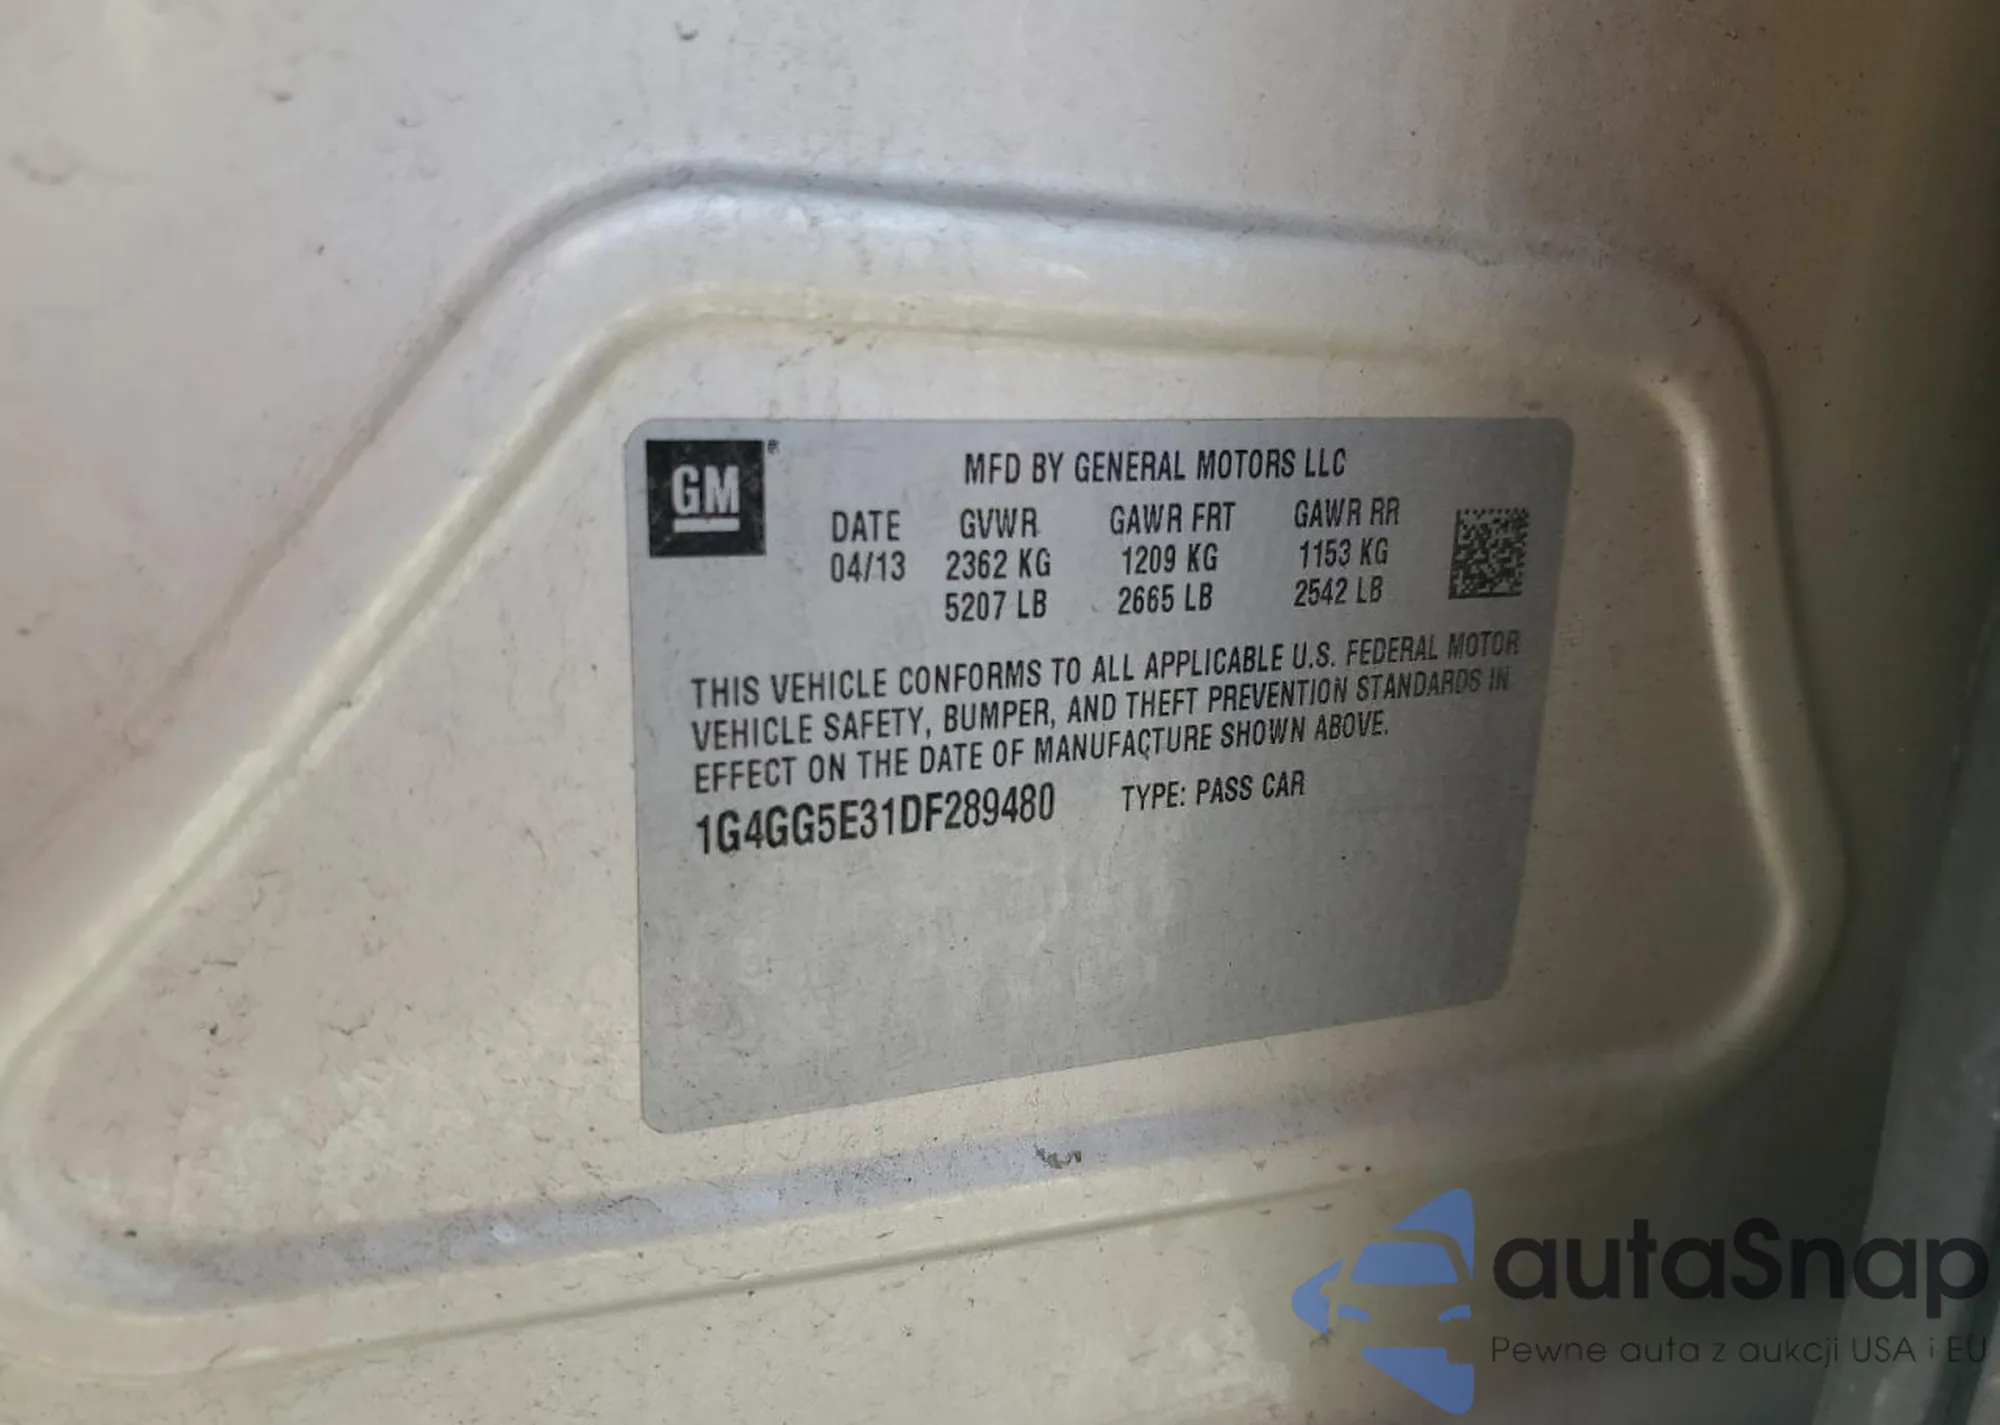 GM ®
MFD BY GENERAL MOTORS LLC
DATE GVWR GAWR FRT GAWR RR
04/13 2362 KG 1209 KG 1153 KG
5207 LB 2665 LB 2542 LB
THIS VEHICLE CONFORMS TO ALL APPLICABLE U.S. FEDERAL MOTOR
VEHICLE SAFETY, BUMPER, AND THEFT PREVENTION STANDARDS IN
EFFECT ON THE DATE OF MANUFACTURE SHOWN ABOVE.
1G4GG5E31DF289480 TYPE: PASS CAR
autaSnap
Pewne auta z aukcji USA i EU